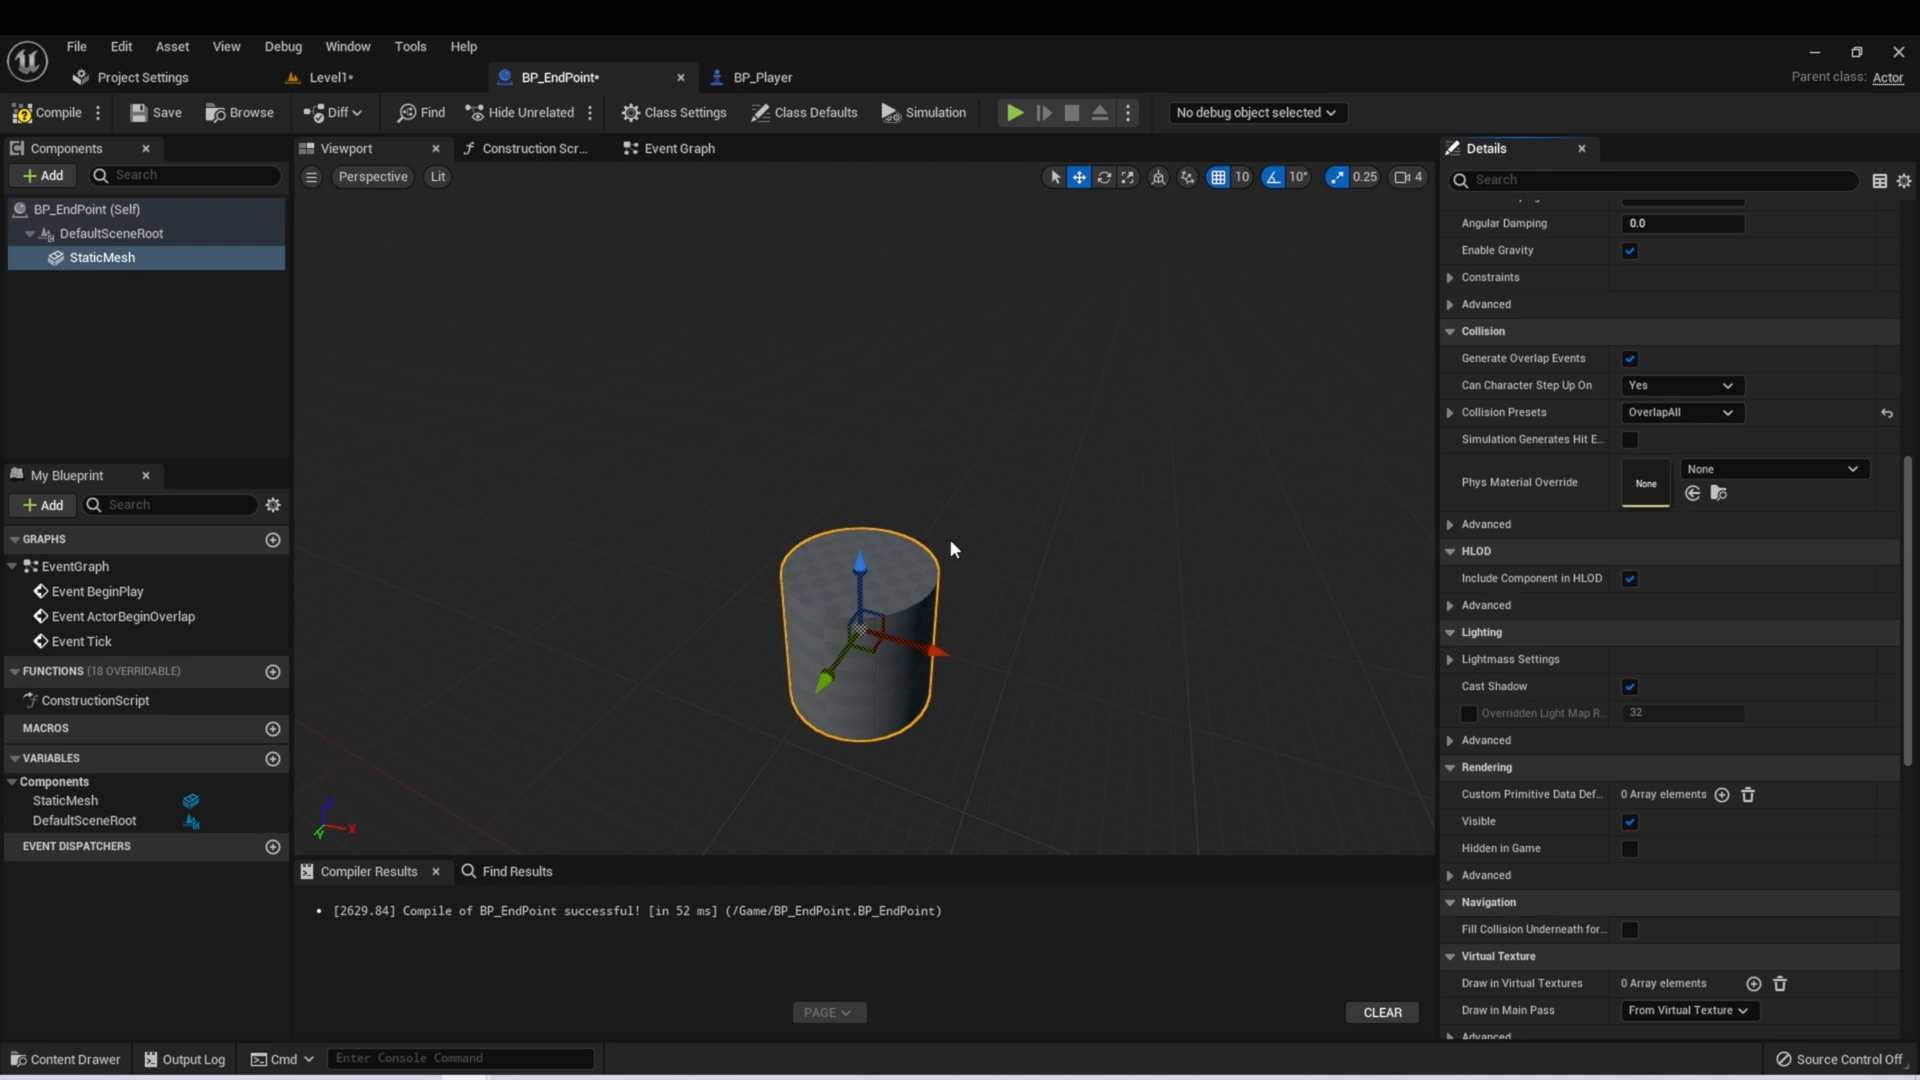 File Edit Asset View Debug Window Tools Help
Project Settings Level1* BP_EndPoint* BP_Player
Parent class: Actor
Compile Save Browse Diff Find Hide Unrelated Class Settings Class Defaults Simulation No debug object selected
Components
Add Search
BP_EndPoint (Self)
DefaultSceneRoot
StaticMesh
My Blueprint
Add Search
GRAPHS
EventGraph
Event BeginPlay
Event ActorBeginOverlap
Event Tick
FUNCTIONS (18 OVERRIDABLE)
ConstructionScript
MACROS
VARIABLES
Components
StaticMesh
DefaultSceneRoot
EVENT DISPATCHERS
Viewport Construction Scr... Event Graph
Perspective Lit 10 10° 0.25 4
Z
X
Y
Compiler Results Find Results
[2629.84] Compile of BP_EndPoint successful! [in 52 ms] (/Game/BP_EndPoint.BP_EndPoint)
PAGE CLEAR
Details
Search
Angular Damping 0.0
Enable Gravity
Constraints
Advanced
Collision
Generate Overlap Events
Can Character Step Up On Yes
Collision Presets OverlapAll
Simulation Generates Hit E...
Phys Material Override None None
Advanced
HLOD
Include Component in HLOD
Advanced
Lighting
Lightmass Settings
Cast Shadow
Overridden Light Map R... 32
Advanced
Rendering
Custom Primitive Data Def... 0 Array elements
Visible
Hidden in Game
Advanced
Navigation
Fill Collision Underneath for...
Virtual Texture
Draw in Virtual Textures 0 Array elements
Draw in Main Pass From Virtual Texture
Advanced
Content Drawer Output Log Cmd Enter Console Command Source Control Off